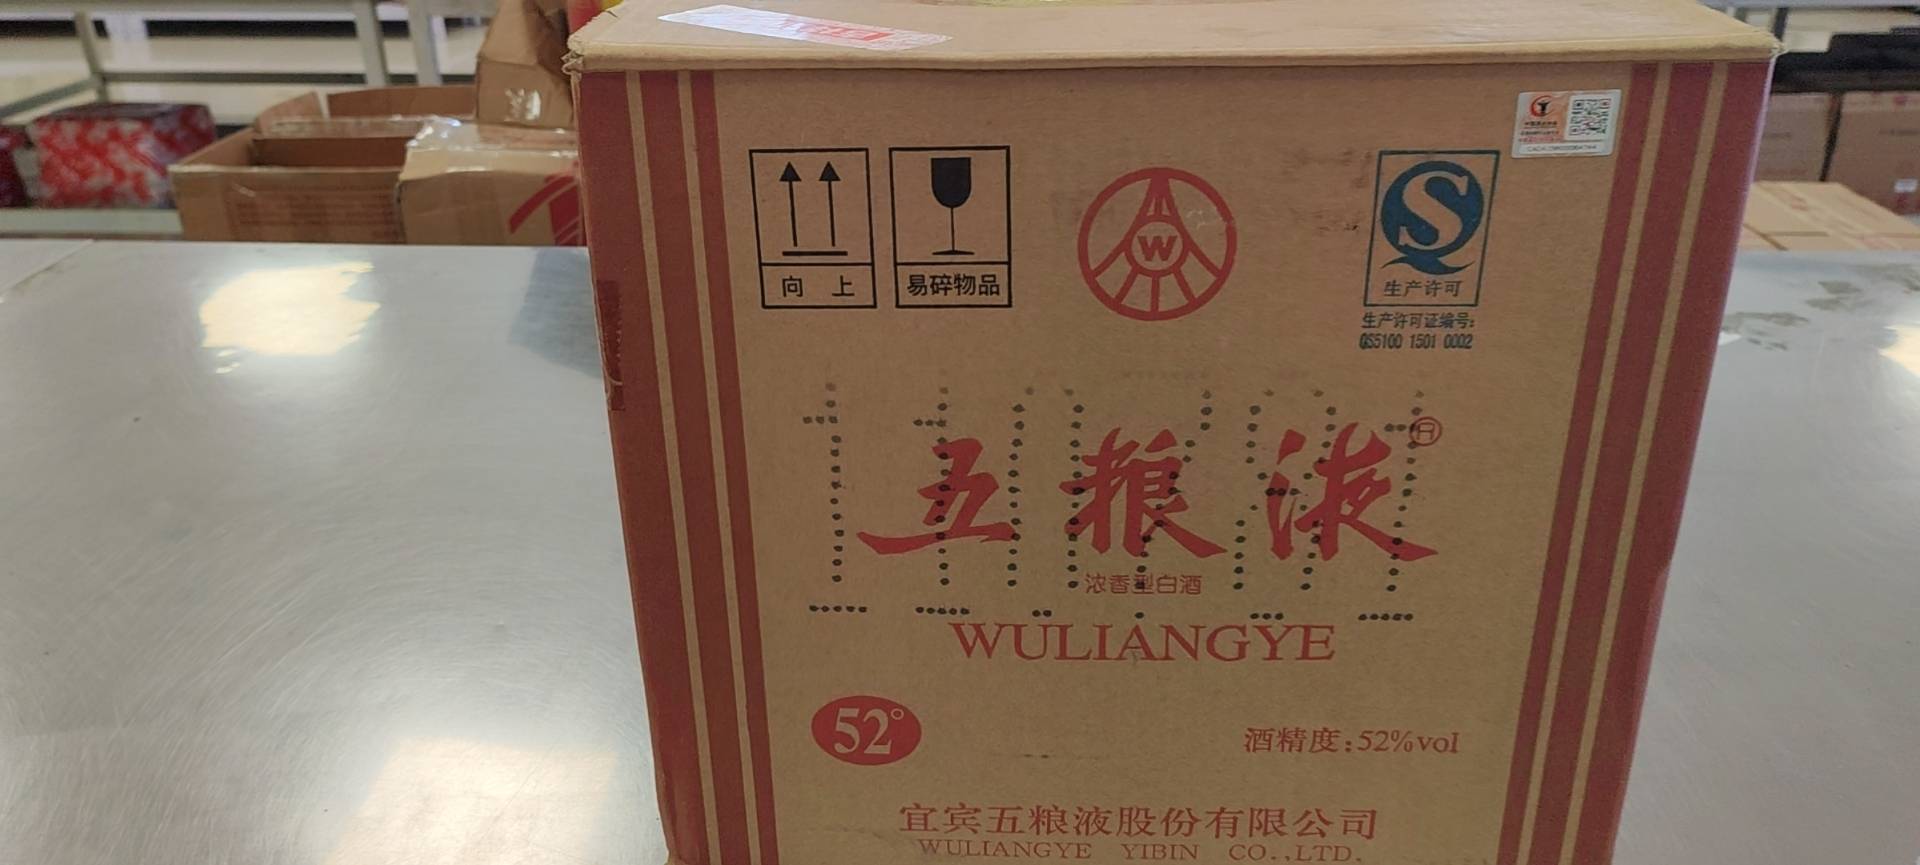 向 上
易碎物品
W
S
生产许可
生产许可证编号:
QS5100 1501 0002
五粮液®
浓香型白酒
WULIANGYE
52°
酒精度:52%vol
宜宾五粮液股份有限公司
WULIANGYE YIBIN CO.,LTD.